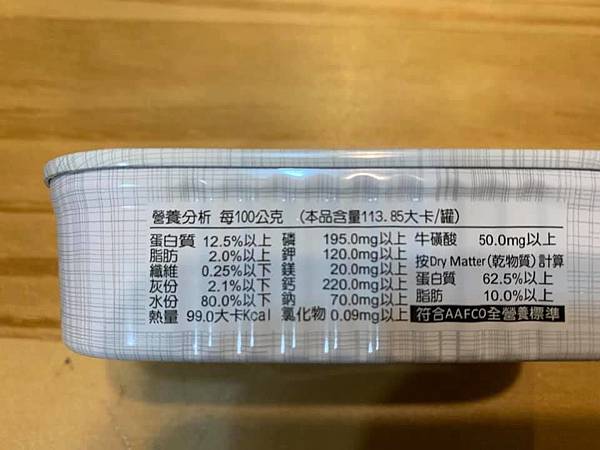 營養分析 每100公克 (本品含量113.85大卡/罐)
蛋白質 12.5%以上 磷 195.0mg以上 牛磺酸 50.0mg以上
脂肪 2.0%以上 鉀 120.0mg以上 按Dry Matter(乾物質)計算
纖維 0.25%以下 鎂 20.0mg以上 蛋白質 62.5%以上
灰份 2.1%以下 鈣 220.0mg以上 脂肪 10.0%以上
水份 80.0%以下 鈉 70.0mg以上 符合AAFCO全營養標準
熱量 99.0大卡Kcal 氯化物 0.09mg以上